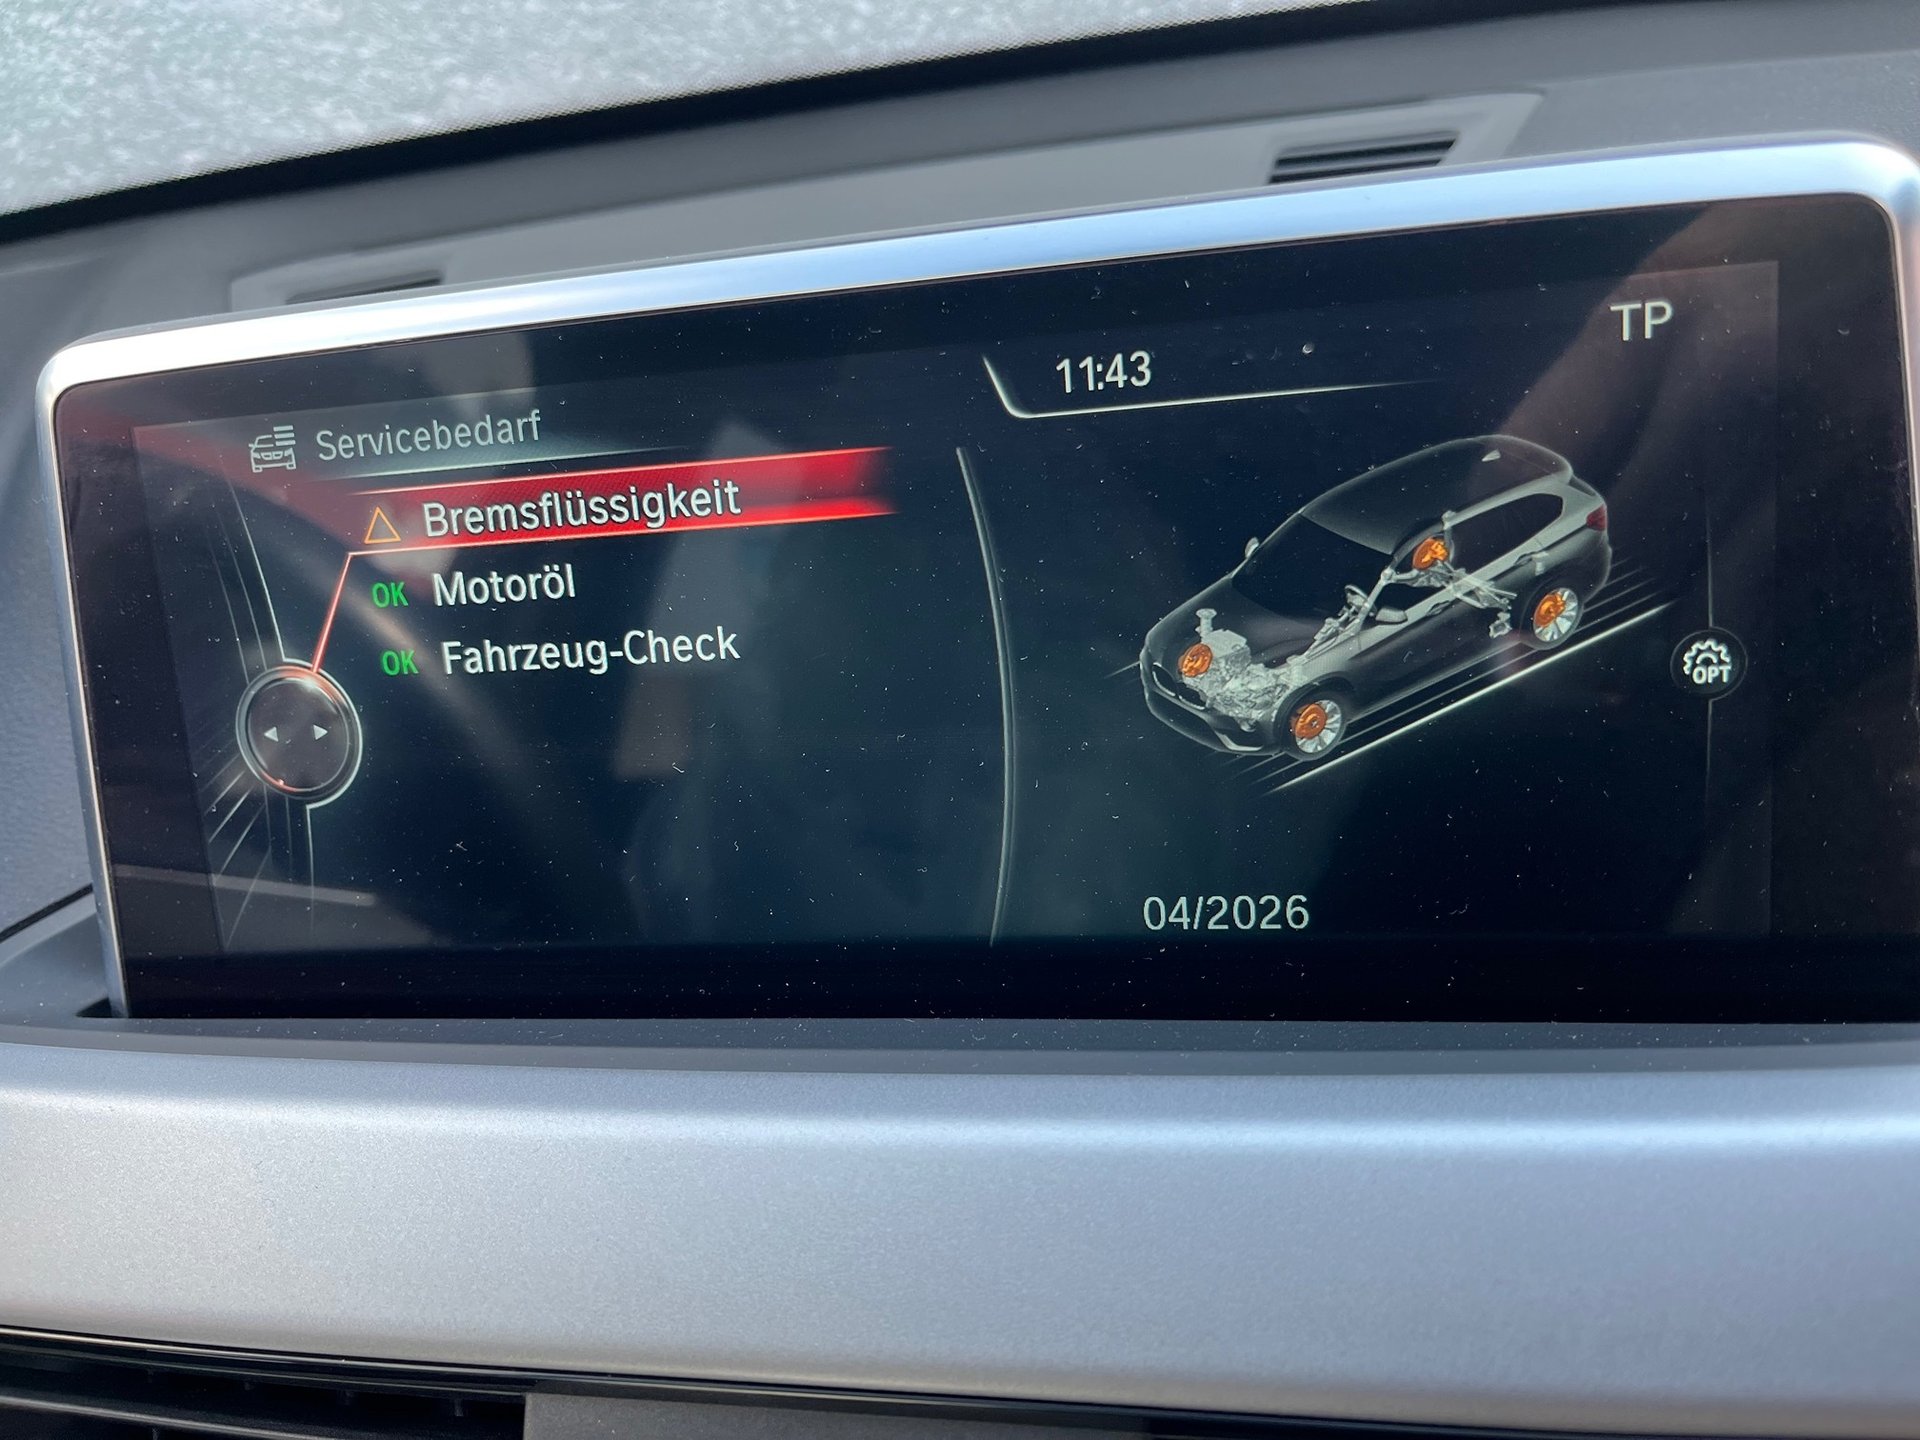 TP
11:43
Servicebedarf
Bremsflüssigkeit
OK Motoröl
OK Fahrzeug-Check
OPT
04/2026